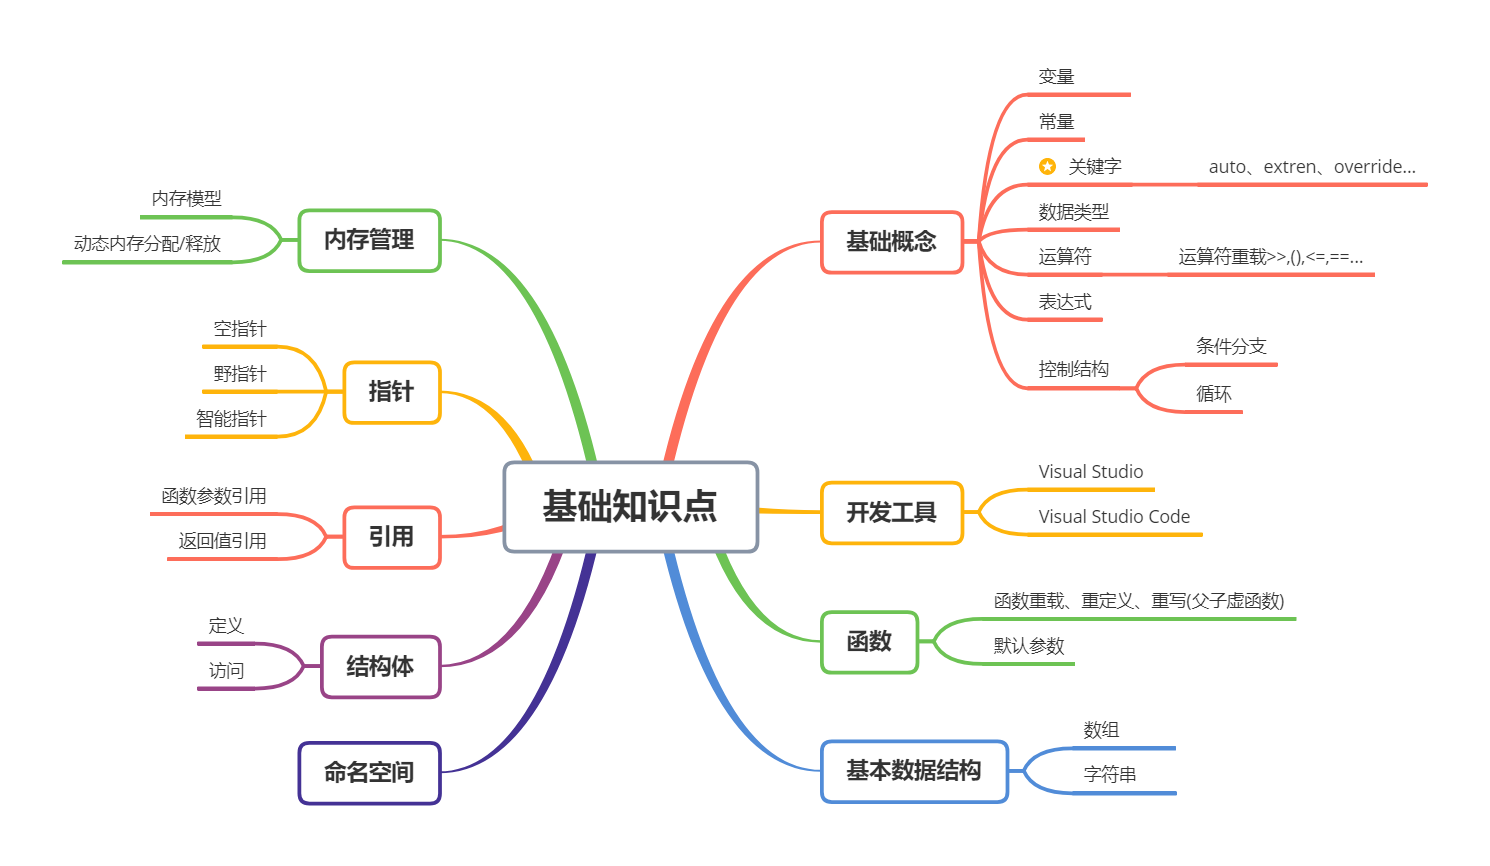 基础知识点
基础概念
变量
常量
关键字
auto、extren、override...
数据类型
运算符
运算符重载>>,(),<=,==...
表达式
控制结构
条件分支
循环
开发工具
Visual Studio
Visual Studio Code
函数
函数重载、重定义、重写(父子虚函数)
默认参数
基本数据结构
数组
字符串
内存管理
内存模型
动态内存分配/释放
指针
空指针
野指针
智能指针
引用
函数参数引用
返回值引用
结构体
定义
访问
命名空间